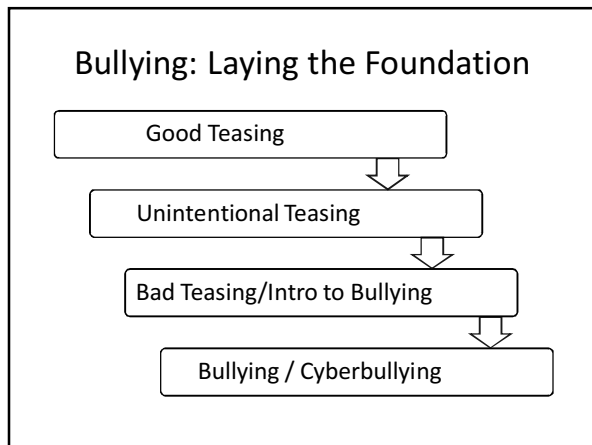 Bullying: Laying the Foundation
Good Teasing
Unintentional Teasing
Bad Teasing/Intro to Bullying
Bullying / Cyberbullying